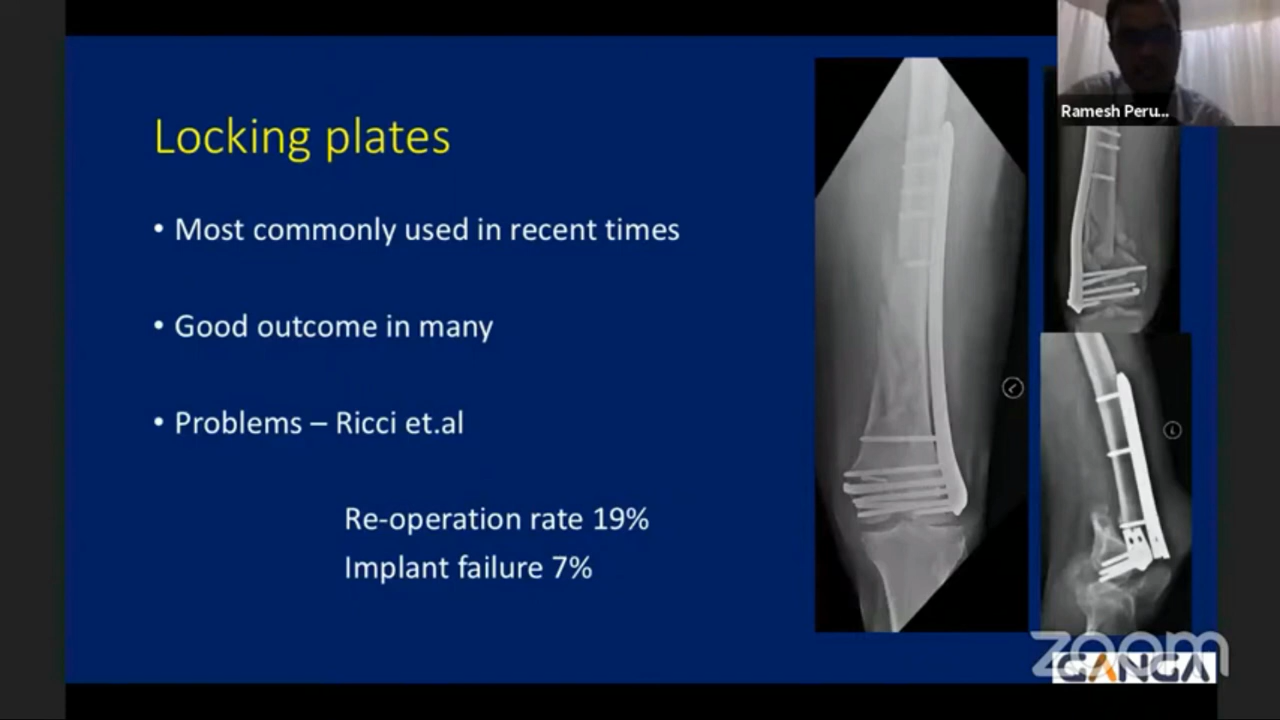 Ramesh Peru...
Locking plates
• Most commonly used in recent times
• Good outcome in many
• Problems – Ricci et.al
Re-operation rate 19%
Implant failure 7%
zoom
GANGA